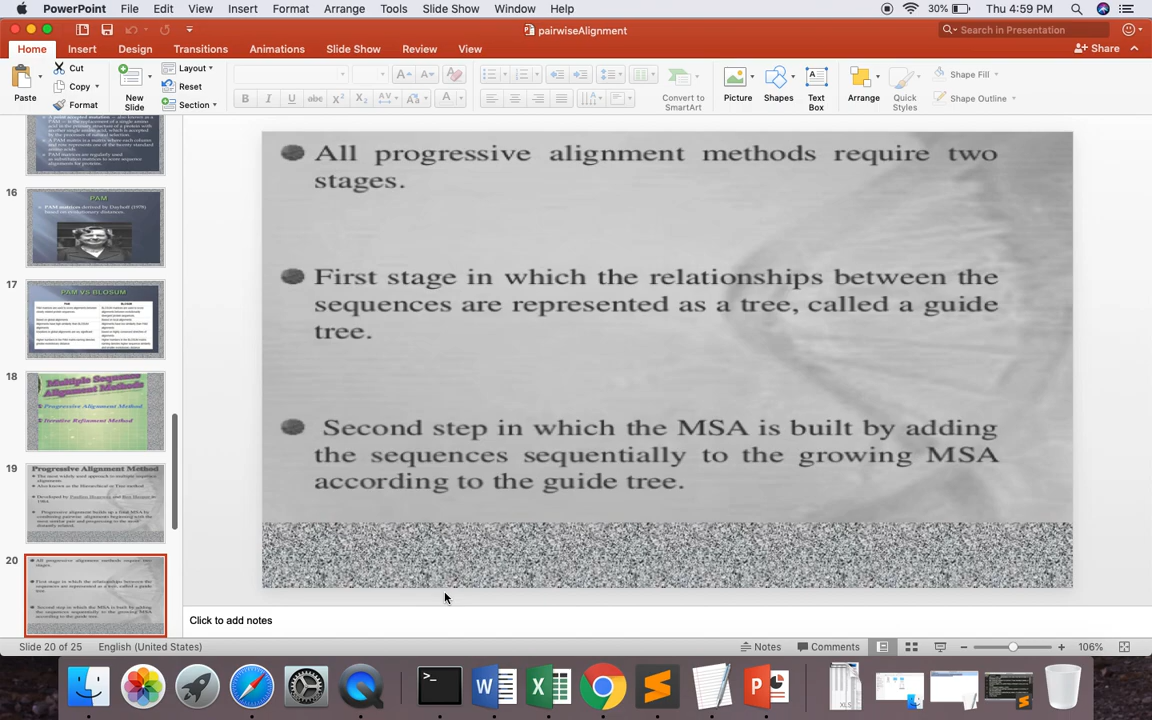 PowerPoint File Edit View Insert Format Arrange Tools Slide Show Window Help 30% Thu 4:59 PM
pairwiseAlignment
Search in Presentation
Home Insert Design Transitions Animations Slide Show Review View Share
Paste Cut Copy Format
New Slide Layout Reset Section
B I U abc X2 X2 AV Aa A
Convert to SmartArt
Picture Shapes Text Box Arrange Quick Styles Shape Fill Shape Outline
16
PAM
17
PAM VS BLOSUM
18
Multiple Sequence
Alignment Methods
Progressive Alignment Method
Iterative Refinement Method
19
Progressive Alignment Method
20
All progressive alignment methods require two
stages.
First stage in which the relationships between the
sequences are represented as a tree, called a guide
tree.
Second step in which the MSA is built by adding
the sequences sequentially to the growing MSA
according to the guide tree.
Click to add notes
Slide 20 of 25 English (United States) Notes Comments 106%